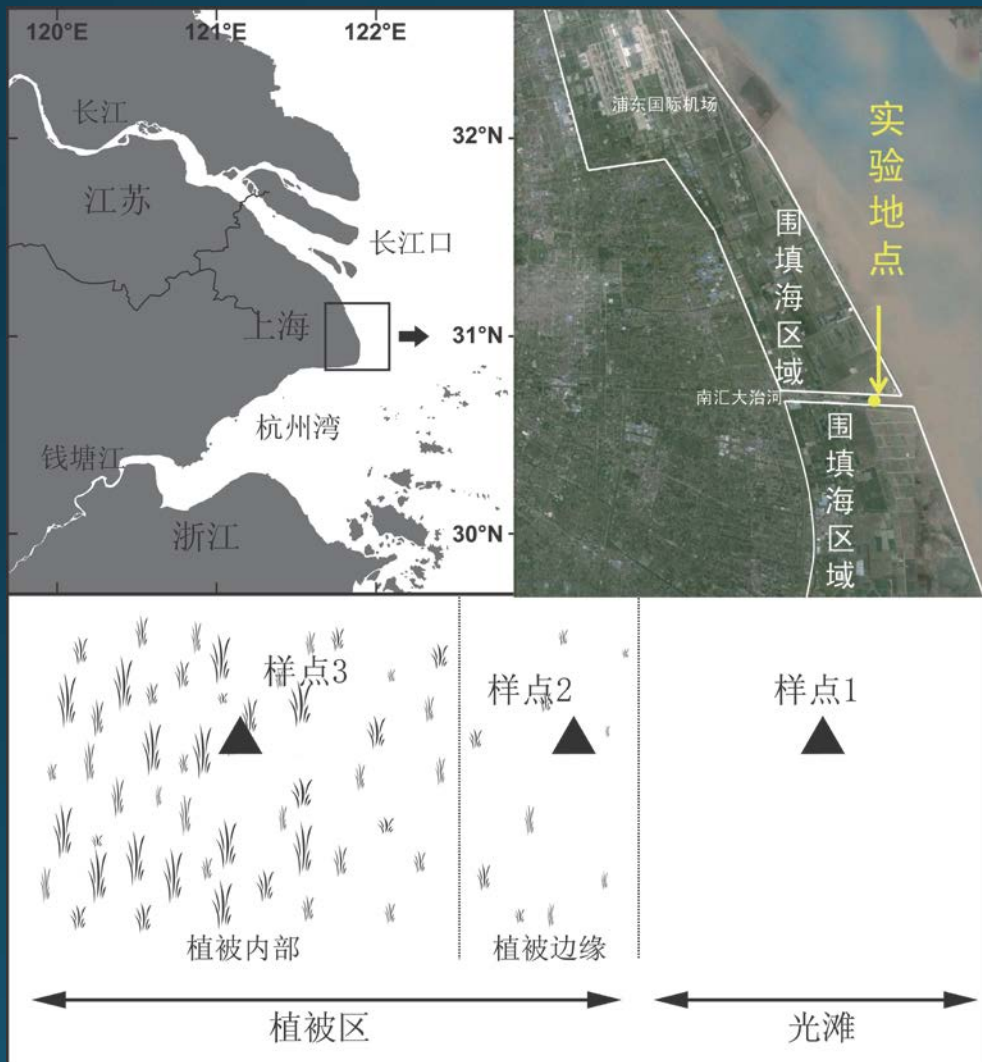 120°E
121°E
122°E
长江
32°N
江苏
长江口
上海
31°N
杭州湾
钱塘江
浙江
30°N
浦东国际机场
实验地点
围填海区域
南汇大治河
围填海区域
样点3
样点2
样点1
植被内部
植被边缘
植被区
光滩